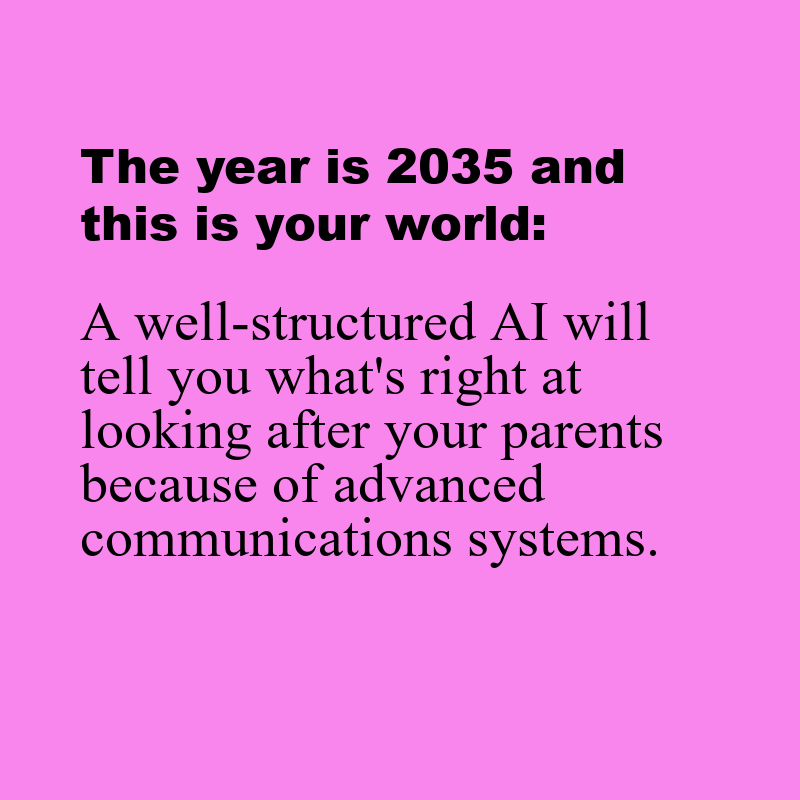 The year is 2035 and
this is your world:
A well-structured AI will
tell you what's right at
looking after your parents
because of advanced
communications systems.